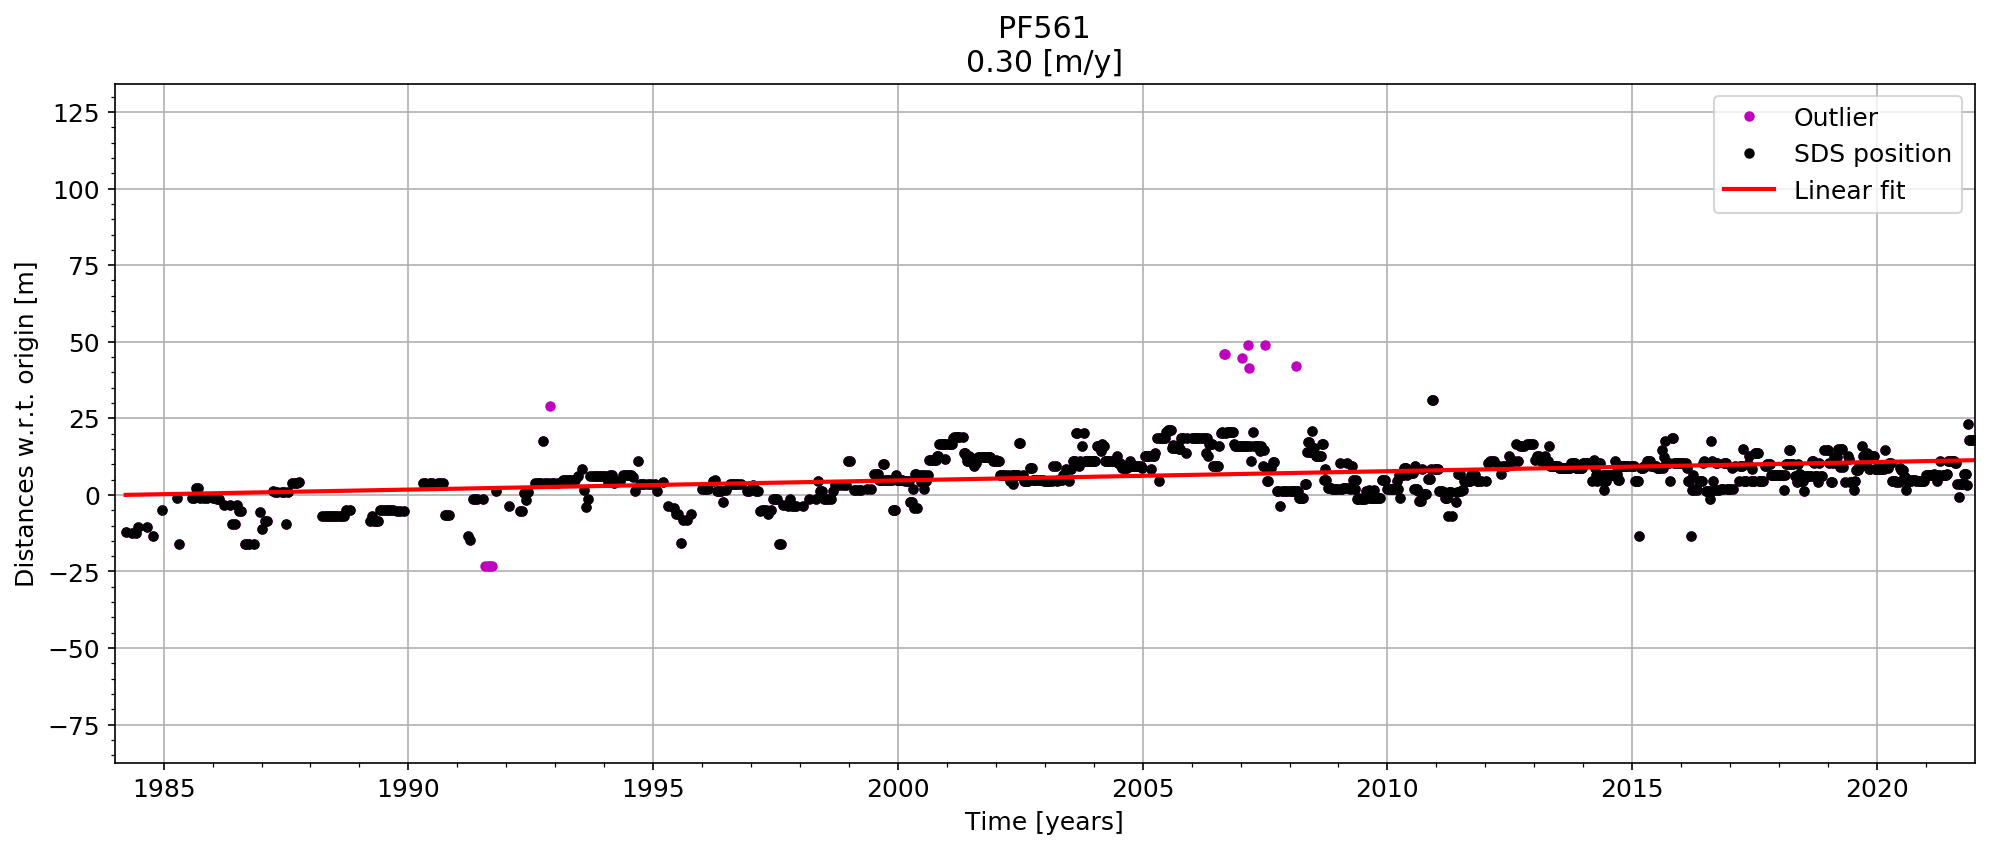 PF561
0.30 [m/y]
Outlier
SDS position
Linear fit
Distances w.r.t. origin [m]
125
100
75
50
25
0
−25
−50
−75
1985 1990 1995 2000 2005 2010 2015 2020
Time [years]